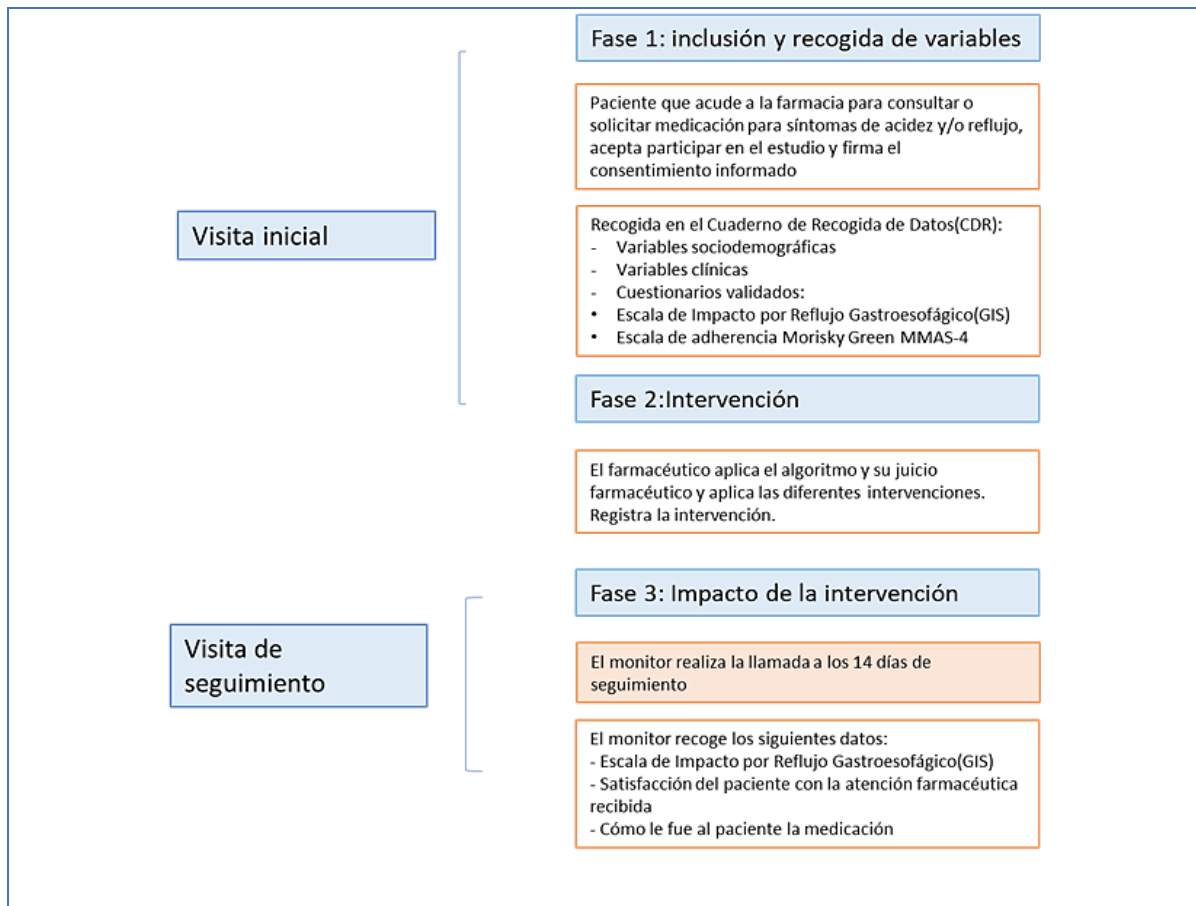 Fase 1: inclusión y recogida de variables
Paciente que acude a la farmacia para consultar o
solicitar medicación para síntomas de acidez y/o reflujo,
acepta participar en el estudio y firma el
consentimiento informado
Visita inicial
Recogida en el Cuaderno de Recogida de Datos(CDR):
- Variables sociodemográficas
- Variables clínicas
- Cuestionarios validados:
• Escala de Impacto por Reflujo Gastroesofágico(GIS)
• Escala de adherencia Morisky Green MMAS-4
Fase 2:Intervención
El farmacéutico aplica el algoritmo y su juicio
farmacéutico y aplica las diferentes intervenciones.
Registra la intervención.
Fase 3: Impacto de la intervención
Visita de
seguimiento
El monitor realiza la llamada a los 14 días de
seguimiento
El monitor recoge los siguientes datos:
- Escala de Impacto por Reflujo Gastroesofágico(GIS)
- Satisfacción del paciente con la atención farmacéutica
recibida
- Cómo le fue al paciente la medicación